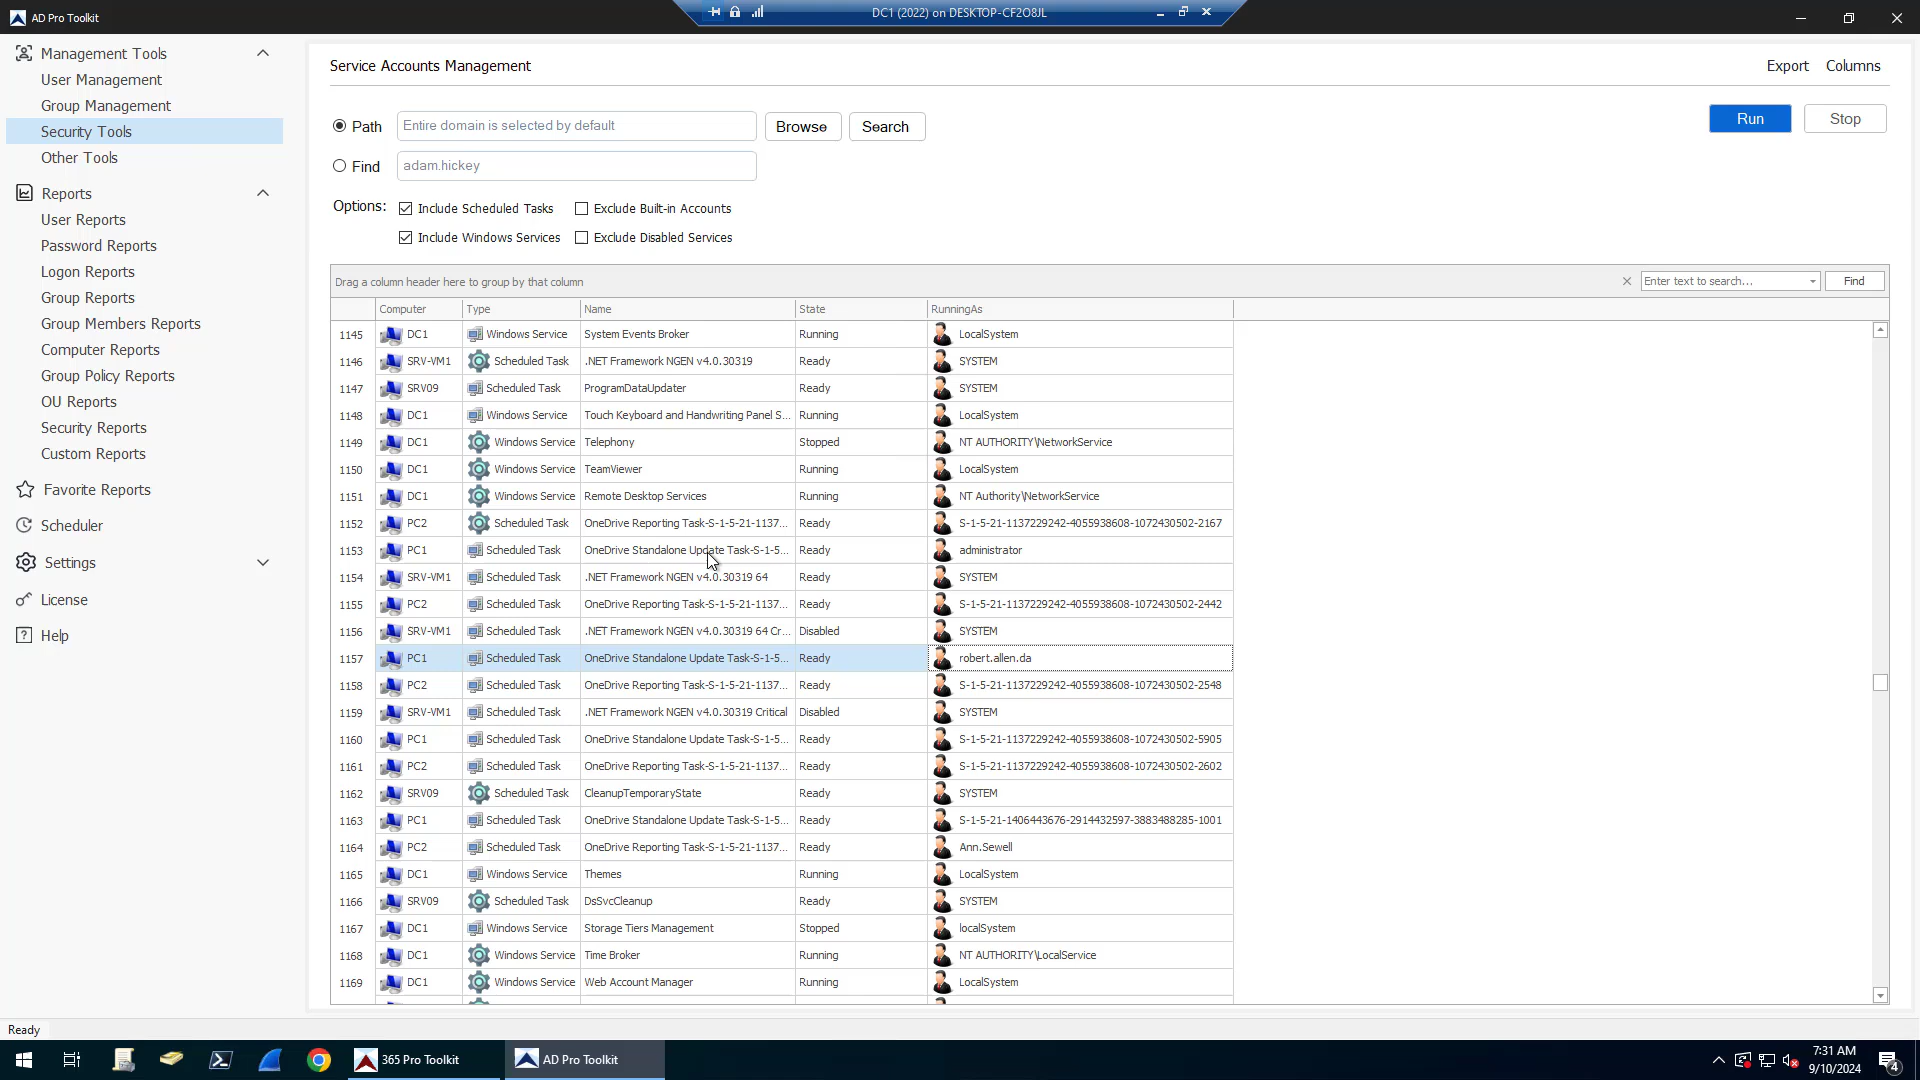 AD Pro Toolkit
DC1 (2022) on DESKTOP-CF2O8JL
Management Tools
User Management
Group Management
Security Tools
Other Tools
Reports
User Reports
Password Reports
Logon Reports
Group Reports
Group Members Reports
Computer Reports
Group Policy Reports
OU Reports
Security Reports
Custom Reports
Favorite Reports
Scheduler
Settings
License
Help
Service Accounts Management
Export Columns
Path Entire domain is selected by default Browse Search
Run Stop
Find adam.hickey
Options: Include Scheduled Tasks Exclude Built-in Accounts
Include Windows Services Exclude Disabled Services
Drag a column header here to group by that column
Enter text to search... Find
Computer Type Name State RunningAs
1145 DC1 Windows Service System Events Broker Running LocalSystem
1146 SRV-VM1 Scheduled Task .NET Framework NGEN v4.0.30319 Ready SYSTEM
1147 SRV09 Scheduled Task ProgramDataUpdater Ready SYSTEM
1148 DC1 Windows Service Touch Keyboard and Handwriting Panel S... Running LocalSystem
1149 DC1 Windows Service Telephony Stopped NT AUTHORITY\NetworkService
1150 DC1 Windows Service TeamViewer Running LocalSystem
1151 DC1 Windows Service Remote Desktop Services Running NT Authority\NetworkService
1152 PC2 Scheduled Task OneDrive Reporting Task-S-1-5-21-1137... Ready S-1-5-21-1137229242-4055938608-1072430502-2167
1153 PC1 Scheduled Task OneDrive Standalone Update Task-S-1-5... Ready administrator
1154 SRV-VM1 Scheduled Task .NET Framework NGEN v4.0.30319 64 Ready SYSTEM
1155 PC2 Scheduled Task OneDrive Reporting Task-S-1-5-21-1137... Ready S-1-5-21-1137229242-4055938608-1072430502-2442
1156 SRV-VM1 Scheduled Task .NET Framework NGEN v4.0.30319 64 Cr... Disabled SYSTEM
1157 PC1 Scheduled Task OneDrive Standalone Update Task-S-1-5... Ready robert.allen.da
1158 PC2 Scheduled Task OneDrive Reporting Task-S-1-5-21-1137... Ready S-1-5-21-1137229242-4055938608-1072430502-2548
1159 SRV-VM1 Scheduled Task .NET Framework NGEN v4.0.30319 Critical Disabled SYSTEM
1160 PC1 Scheduled Task OneDrive Standalone Update Task-S-1-5... Ready S-1-5-21-1137229242-4055938608-1072430502-5905
1161 PC2 Scheduled Task OneDrive Reporting Task-S-1-5-21-1137... Ready S-1-5-21-1137229242-4055938608-1072430502-2602
1162 SRV09 Scheduled Task CleanupTemporaryState Ready SYSTEM
1163 PC1 Scheduled Task OneDrive Standalone Update Task-S-1-5... Ready S-1-5-21-1406443676-2914432597-3883488285-1001
1164 PC2 Scheduled Task OneDrive Reporting Task-S-1-5-21-1137... Ready Ann.Sewell
1165 DC1 Windows Service Themes Running LocalSystem
1166 SRV09 Scheduled Task DsSvcCleanup Ready SYSTEM
1167 DC1 Windows Service Storage Tiers Management Stopped localSystem
1168 DC1 Windows Service Time Broker Running NT AUTHORITY\LocalService
1169 DC1 Windows Service Web Account Manager Running LocalSystem
Ready
365 Pro Toolkit
AD Pro Toolkit
7:31 AM
9/10/2024
4